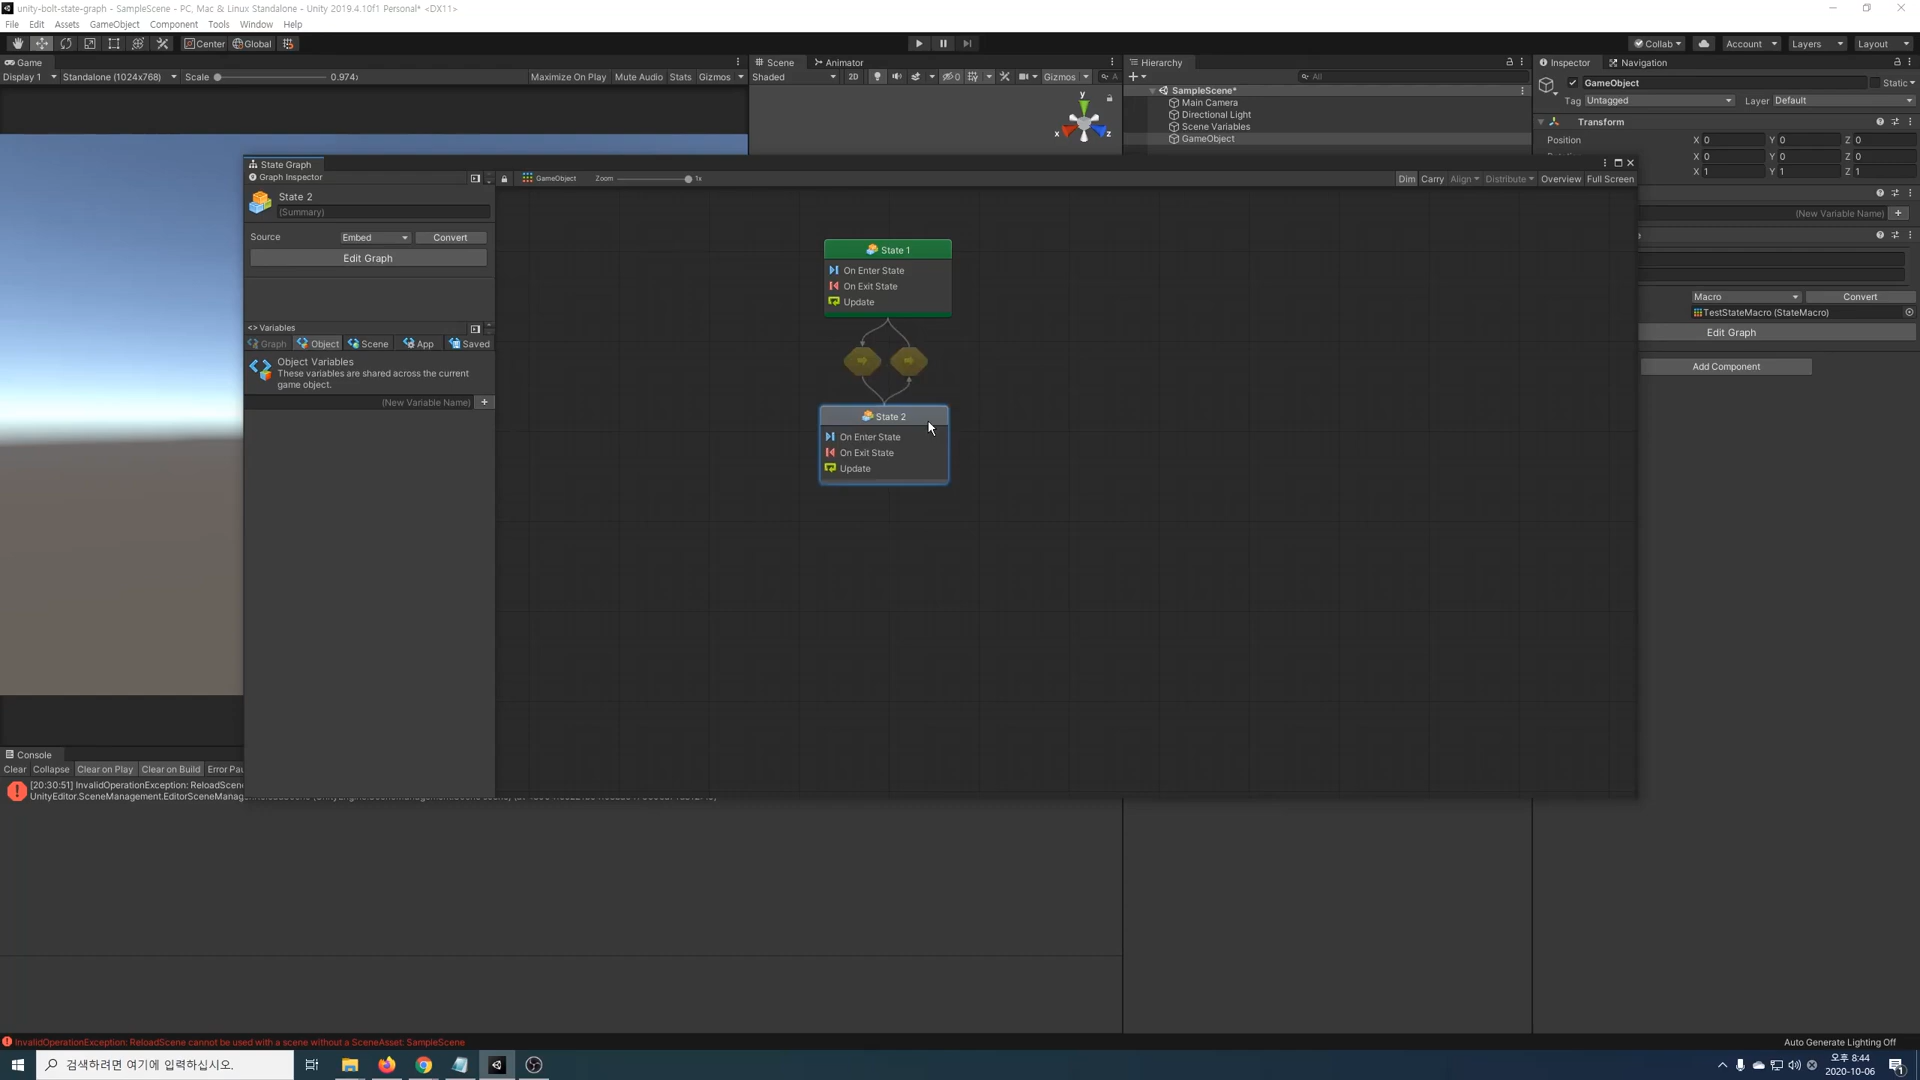 unity-bolt-state-graph - SampleScene - PC, Mac & Linux Standalone - Unity 2019.4.10f1 Personal* <DX11>
File Edit Assets GameObject Component Tools Window Help
Center Global Collab Account Layers Layout
Game Scene Animator Hierarchy Inspector Navigation
Display 1 Standalone (1024x768) Scale 0.974x Maximize On Play Mute Audio Stats Gizmos Shaded 2D 0 Gizmos All
GameObject Static
SampleScene*
Tag Untagged Layer Default
Main Camera
Directional Light
Scene Variables
GameObject
Transform
Position X 0 Y 0 Z 0
X 0 Y 0 Z 0
X 1 Y 1 Z 1
y
x z
State Graph
Graph Inspector
GameObject Zoom 1x Dim Carry Align Distribute Overview Full Screen
State 2
(Summary)
Source Embed Convert
Edit Graph
<> Variables
Graph Object Scene App Saved
Object Variables
These variables are shared across the current
game object.
(New Variable Name) +
State 1
On Enter State
On Exit State
Update
State 2
On Enter State
On Exit State
Update
(New Variable Name) +
Macro Convert
TestStateMacro (StateMacro)
Edit Graph
Add Component
Console
Clear Collapse Clear on Play Clear on Build Error Pau
[20:30:51] InvalidOperationException: ReloadScene
UnityEditor.SceneManagement.EditorSceneManag
InvalidOperationException: ReloadScene cannot be used with a scene without a SceneAsset: SampleScene
Auto Generate Lighting Off
검색하려면 여기에 입력하십시오.
오후 8:44
2020-10-06
1